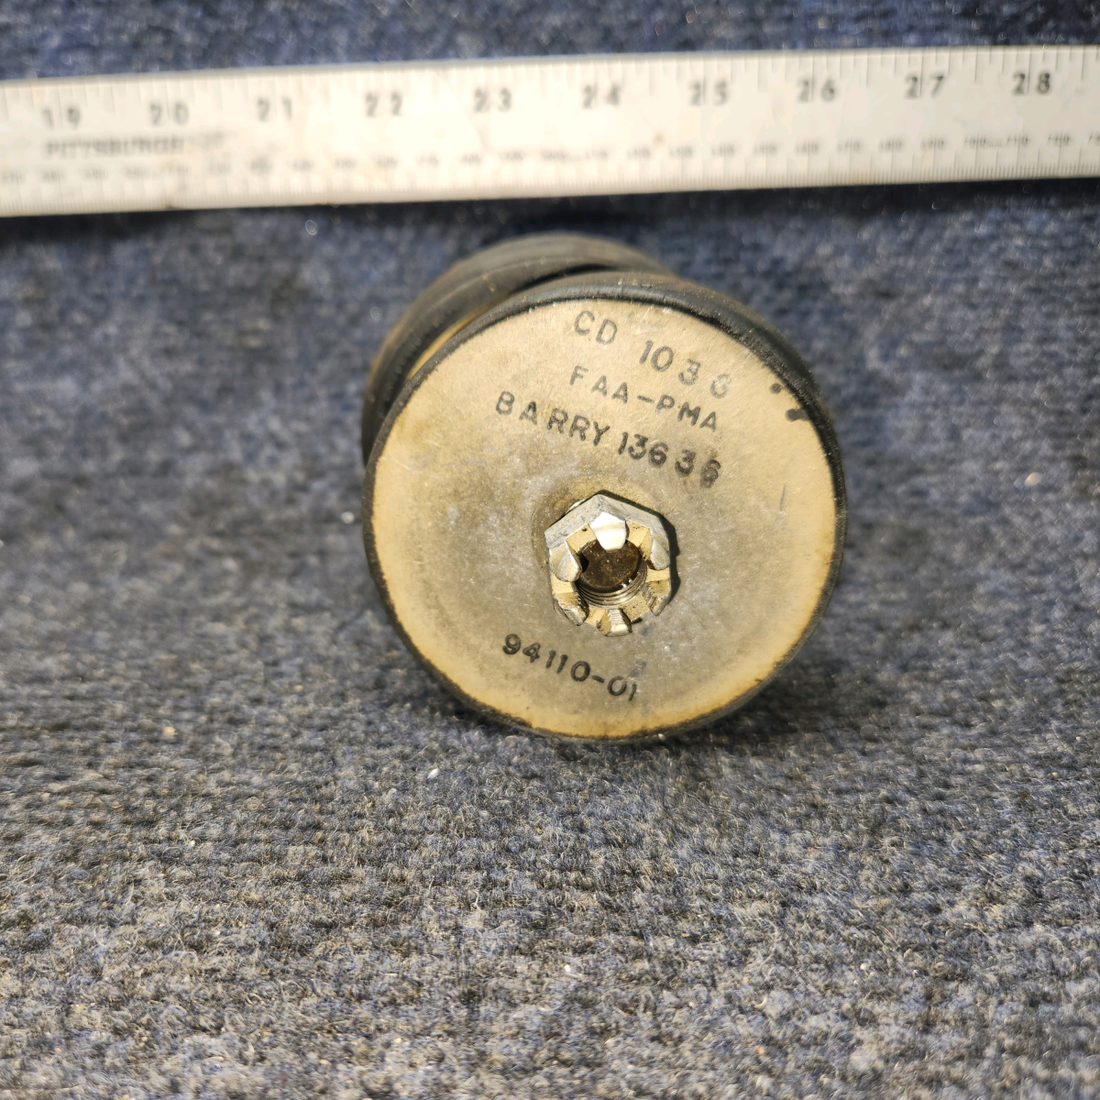 19 20 21 22 23 24 25 26 27 28
PITTSBURGH
CD 1036
FAA-PMA
BARRY 13636
94110-01